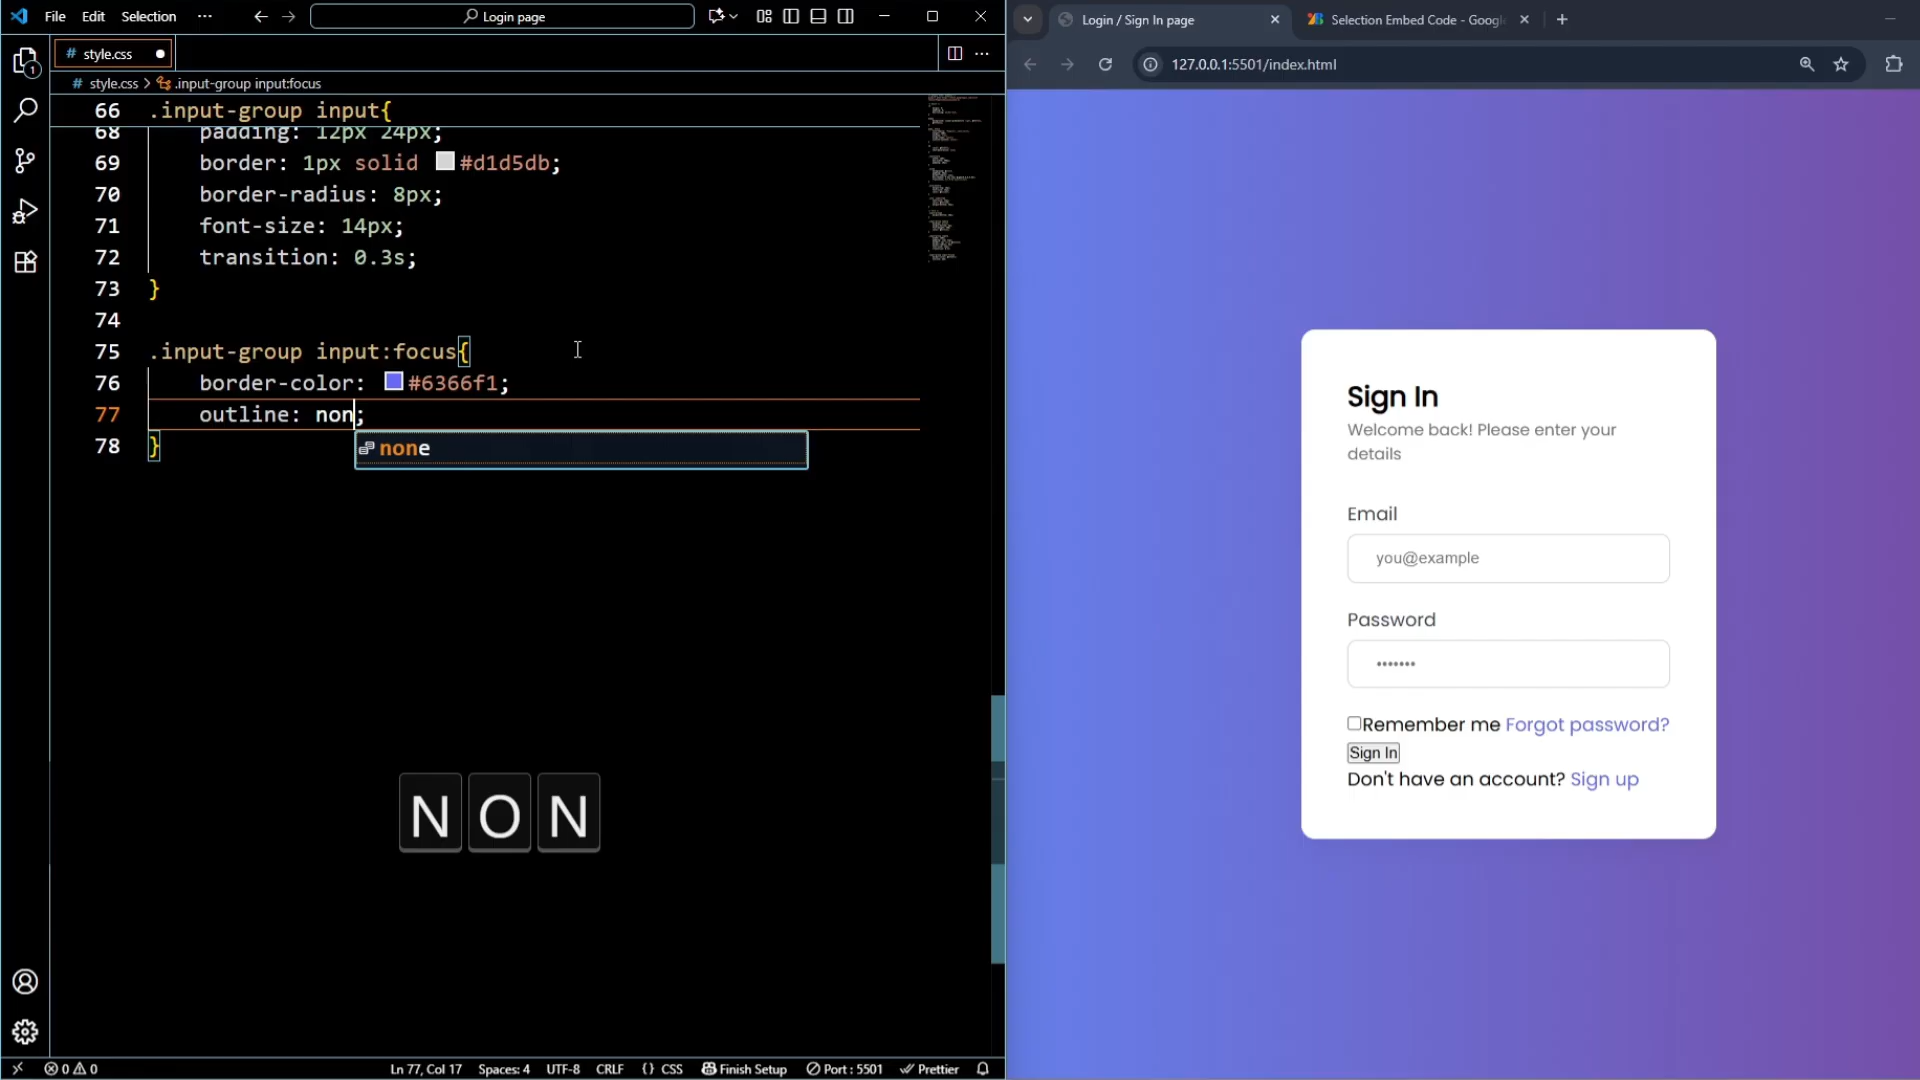 File Edit Selection ··· Login page
# style.css
# style.css > .input-group input:focus
66 .input-group input{
68 padding: 12px 24px;
69 border: 1px solid #d1d5db;
70 border-radius: 8px;
71 font-size: 14px;
72 transition: 0.3s;
73 }
74
75 .input-group input:focus{
76 border-color: #6366f1;
77 outline: non;
78 }
none
N O N
1
0 0 Ln 77, Col 17 Spaces: 4 UTF-8 CRLF {} CSS Finish Setup Port : 5501 Prettier
Login / Sign In page
Selection Embed Code - Googl
127.0.0.1:5501/index.html
Sign In
Welcome back! Please enter your
details
Email
you@example
Password
•••••••
Remember me Forgot password?
Sign In
Don't have an account? Sign up